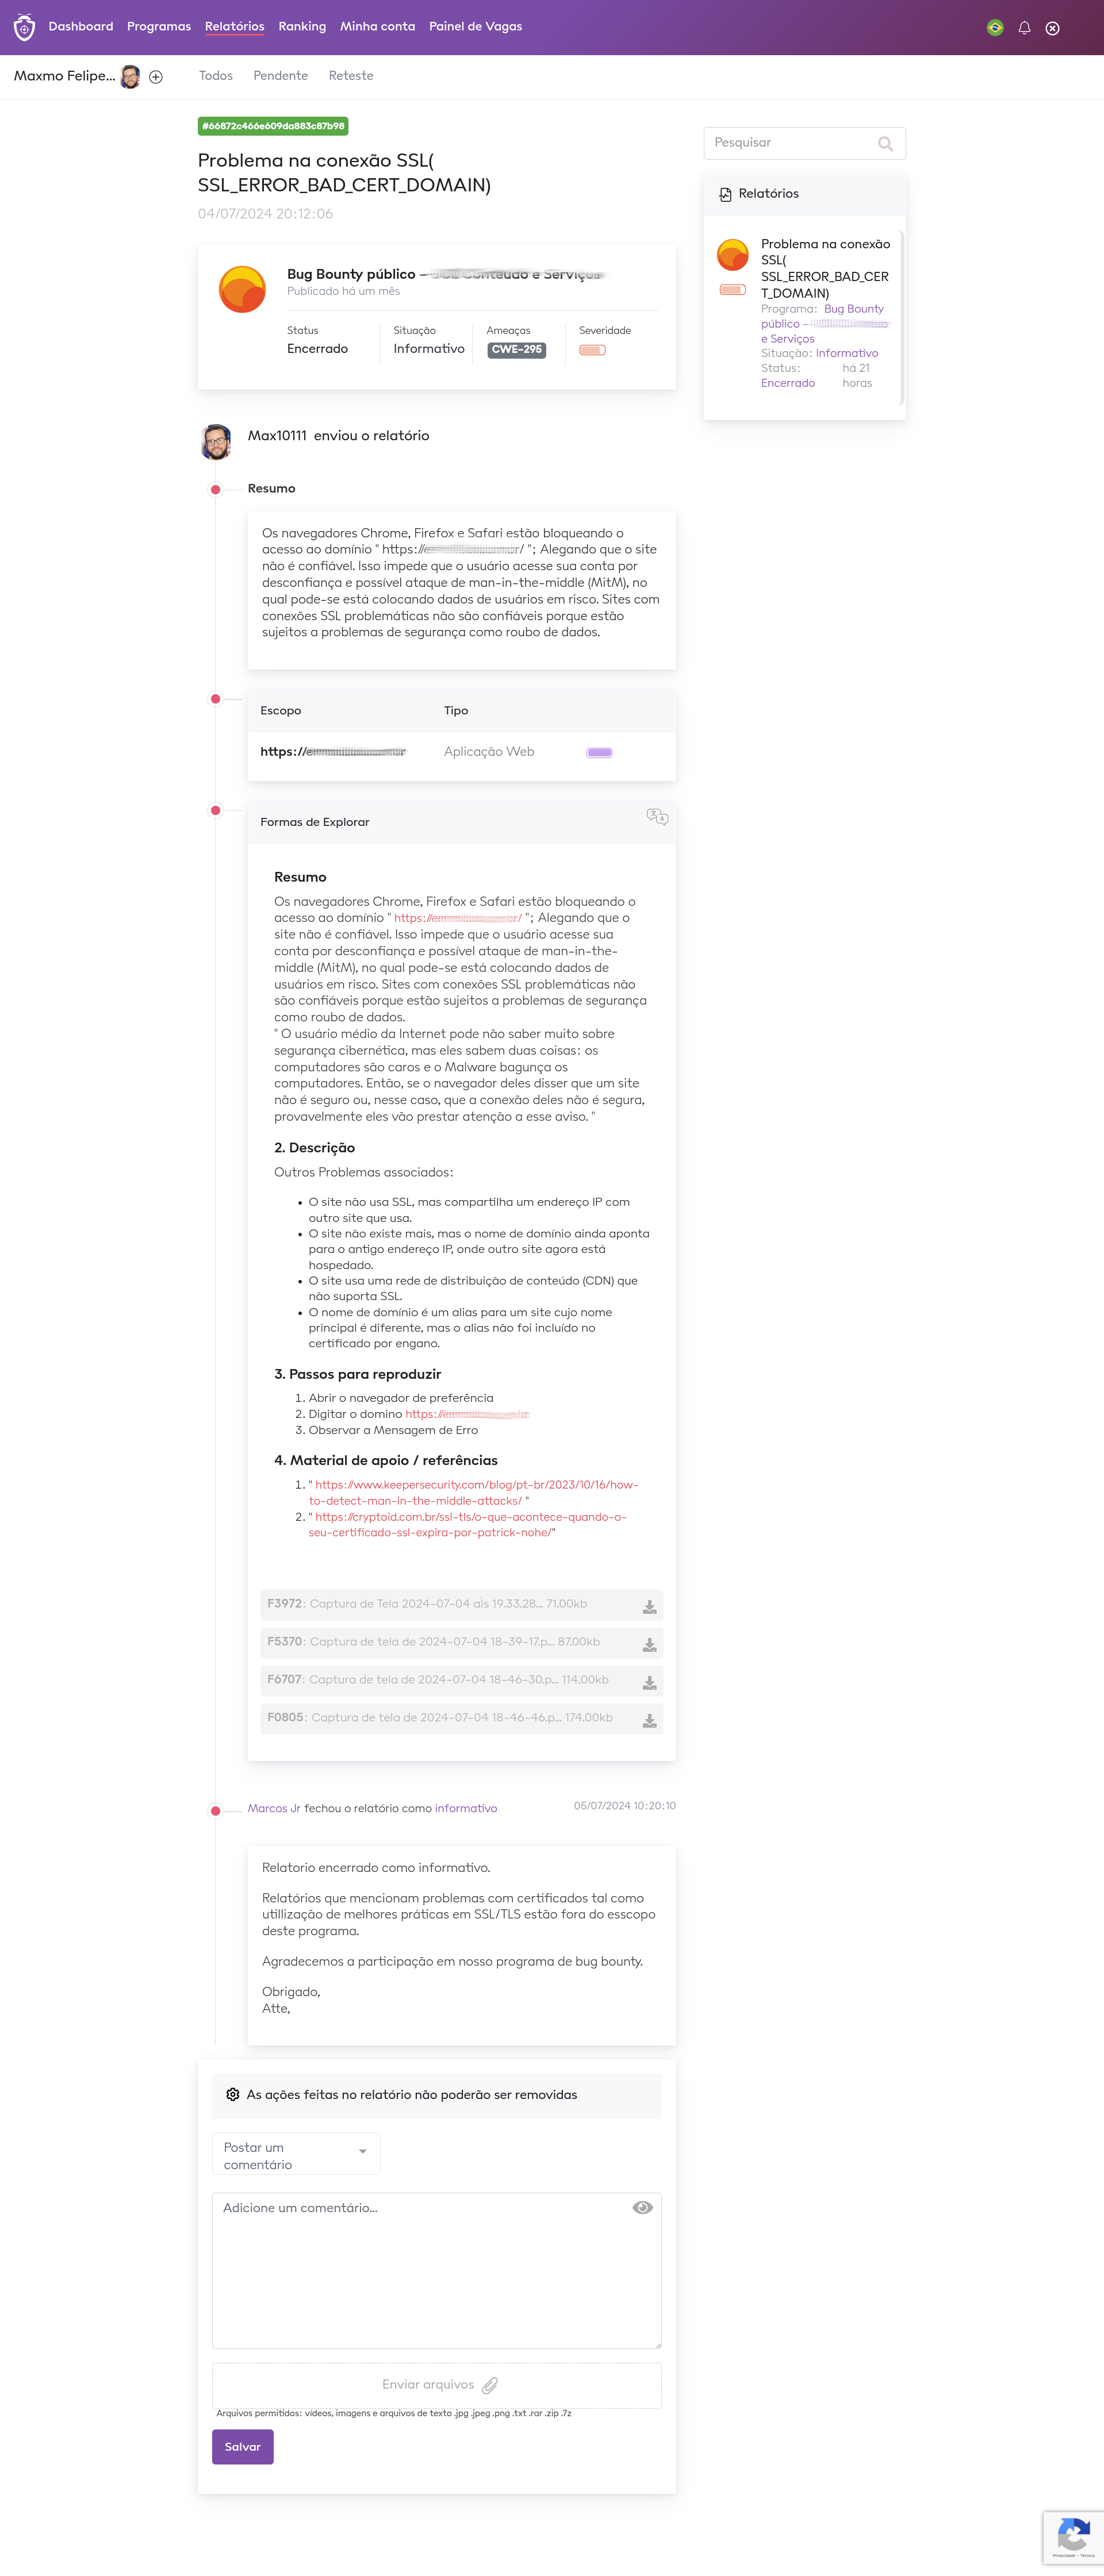 Dashboard Programas Relatórios Ranking Minha conta Painel de Vagas
Maxmo Felipe...
Todos Pendente Reteste
#66872c466e609da883c87b98
Problema na conexão SSL(
SSL_ERROR_BAD_CERT_DOMAIN)
04/07/2024 20:12:06
Bug Bounty público - Conteúdo e Serviços
Publicado há um mês
Status Situação Ameaças Severidade
Encerrado Informativo CWE-295
Max10111 enviou o relatório
Resumo
Os navegadores Chrome, Firefox e Safari estão bloqueando o
acesso ao domínio " https:// / "; Alegando que o site
não é confiável. Isso impede que o usuário acesse sua conta por
desconfiança e possível ataque de man-in-the-middle (MitM), no
qual pode-se está colocando dados de usuários em risco. Sites com
conexões SSL problemáticas não são confiáveis porque estão
sujeitos a problemas de segurança como roubo de dados.
Escopo Tipo
https:// Aplicação Web
Formas de Explorar
Resumo
Os navegadores Chrome, Firefox e Safari estão bloqueando o
acesso ao domínio " https:// / "; Alegando que o
site não é confiável. Isso impede que o usuário acesse sua
conta por desconfiança e possível ataque de man-in-the-
middle (MitM), no qual pode-se está colocando dados de
usuários em risco. Sites com conexões SSL problemáticas não
são confiáveis porque estão sujeitos a problemas de segurança
como roubo de dados.
" O usuário médio da Internet pode não saber muito sobre
segurança cibernética, mas eles sabem duas coisas: os
computadores são caros e o Malware bagunça os
computadores. Então, se o navegador deles disser que um site
não é seguro ou, nesse caso, que a conexão deles não é segura,
provavelmente eles vão prestar atenção a esse aviso. "
2. Descrição
Outros Problemas associados:
• O site não usa SSL, mas compartilha um endereço IP com
outro site que usa.
• O site não existe mais, mas o nome de domínio ainda aponta
para o antigo endereço IP, onde outro site agora está
hospedado.
• O site usa uma rede de distribuição de conteúdo (CDN) que
não suporta SSL.
• O nome de domínio é um alias para um site cujo nome
principal é diferente, mas o alias não foi incluído no
certificado por engano.
3. Passos para reproduzir
1. Abrir o navegador de preferência
2. Digitar o domino https://
3. Observar a Mensagem de Erro
4. Material de apoio / referências
1. " https://www.keepersecurity.com/blog/pt-br/2023/10/16/how-
to-detect-man-in-the-middle-attacks/ "
2. " https://cryptoid.com.br/ssl-tls/o-que-acontece-quando-o-
seu-certificado-ssl-expira-por-patrick-nohe/"
F3972: Captura de Tela 2024-07-04 às 19.33.28... 71.00kb
F5370: Captura de tela de 2024-07-04 18-39-17.p... 87.00kb
F6707: Captura de tela de 2024-07-04 18-46-30.p... 114.00kb
F0805: Captura de tela de 2024-07-04 18-46-46.p... 174.00kb
Marcos Jr fechou o relatório como informativo 05/07/2024 10:20:10
Relatorio encerrado como informativo.
Relatórios que mencionam problemas com certificados tal como
utillização de melhores práticas em SSL/TLS estão fora do esscopo
deste programa.
Agradecemos a participação em nosso programa de bug bounty.
Obrigado,
Atte,
As ações feitas no relatório não poderão ser removidas
Postar um
comentário
Adicione um comentário...
Enviar arquivos
Arquivos permitidos: vídeos, imagens e arquivos de texto .jpg .jpeg .png .txt .rar .zip .7z
Salvar
Pesquisar
Relatórios
Problema na conexão
SSL(
SSL_ERROR_BAD_CER
T_DOMAIN)
Programa: Bug Bounty
público -
e Serviços
Situação: Informativo
Status: há 21
Encerrado horas
Privacidade - Termos